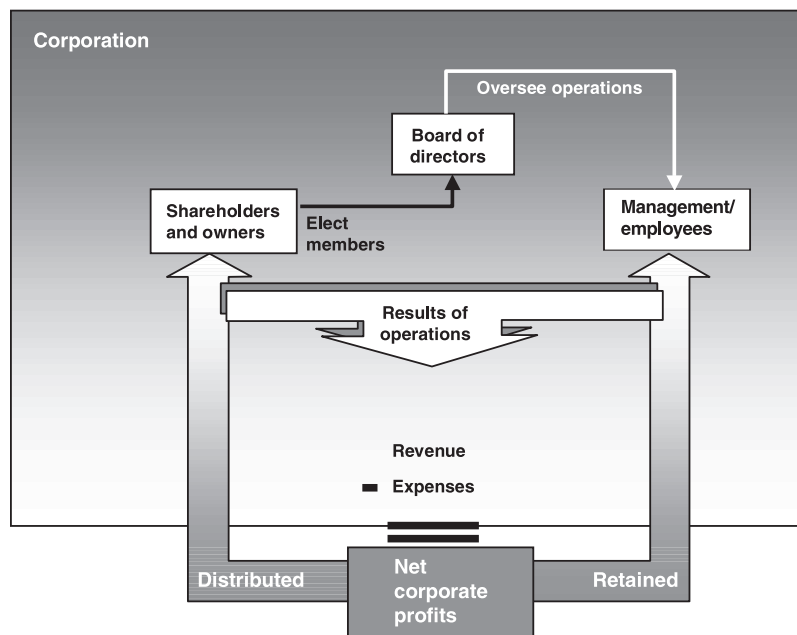 Corporation
Oversee operations
Board of
directors
Shareholders
and owners
Elect
members
Management/
employees
Results of
operations
Revenue
Expenses
Distributed
Net
corporate
profits
Retained